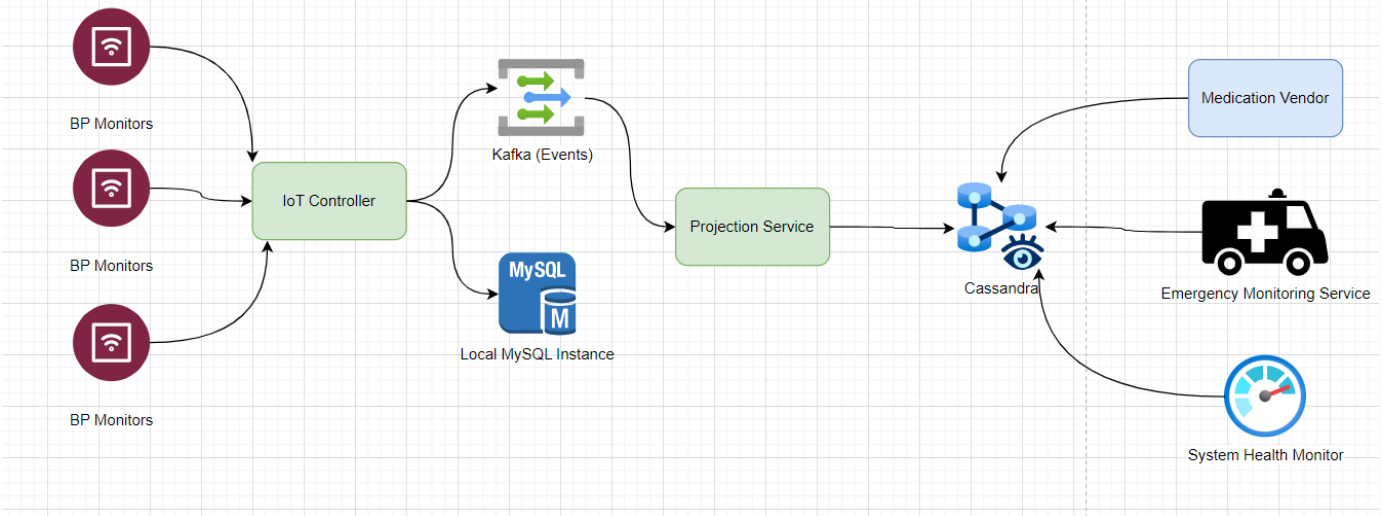 BP Monitors
BP Monitors
BP Monitors
IoT Controller
Kafka (Events)
MySQL
M
Local MySQL Instance
Projection Service
Cassandra
Medication Vendor
Emergency Monitoring Service
System Health Monitor